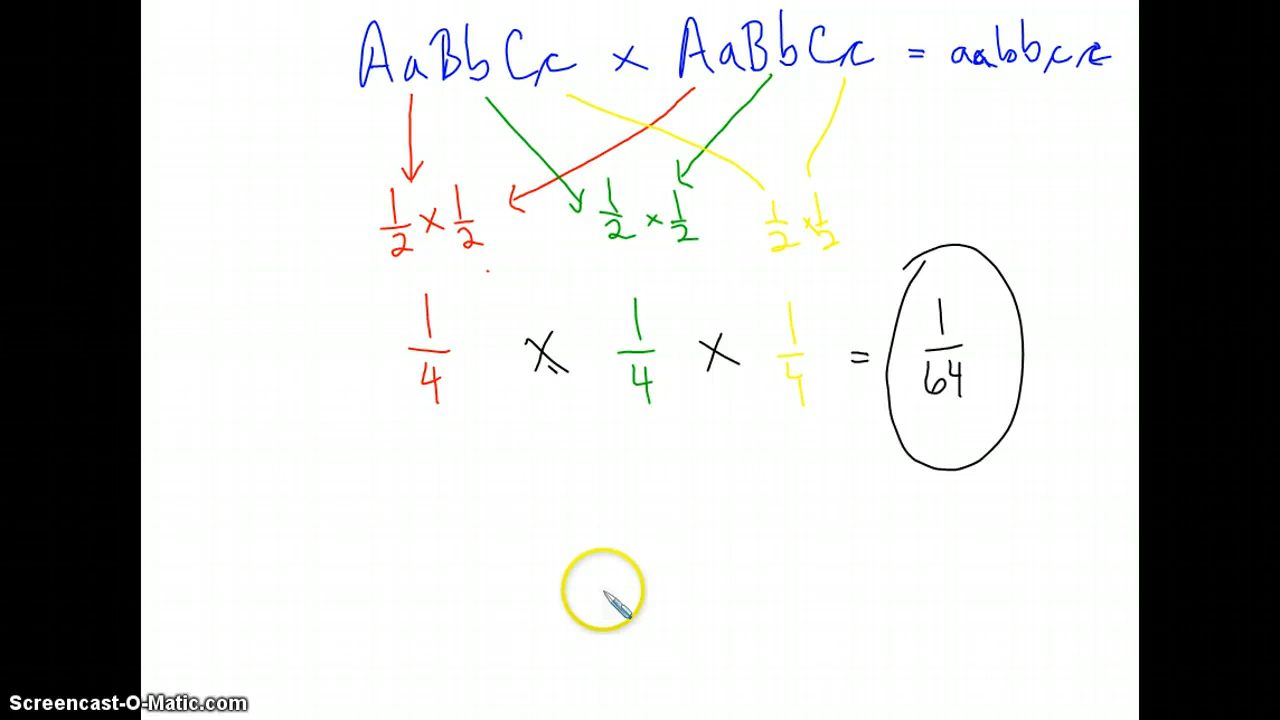 AaBbCc x AaBbCc = aabbcc
1/2 x 1/2 1/2 x 1/2 1/2 x 1/2
1/4 x 1/4 x 1/4 = 1/64
Screencast-O-Matic.com